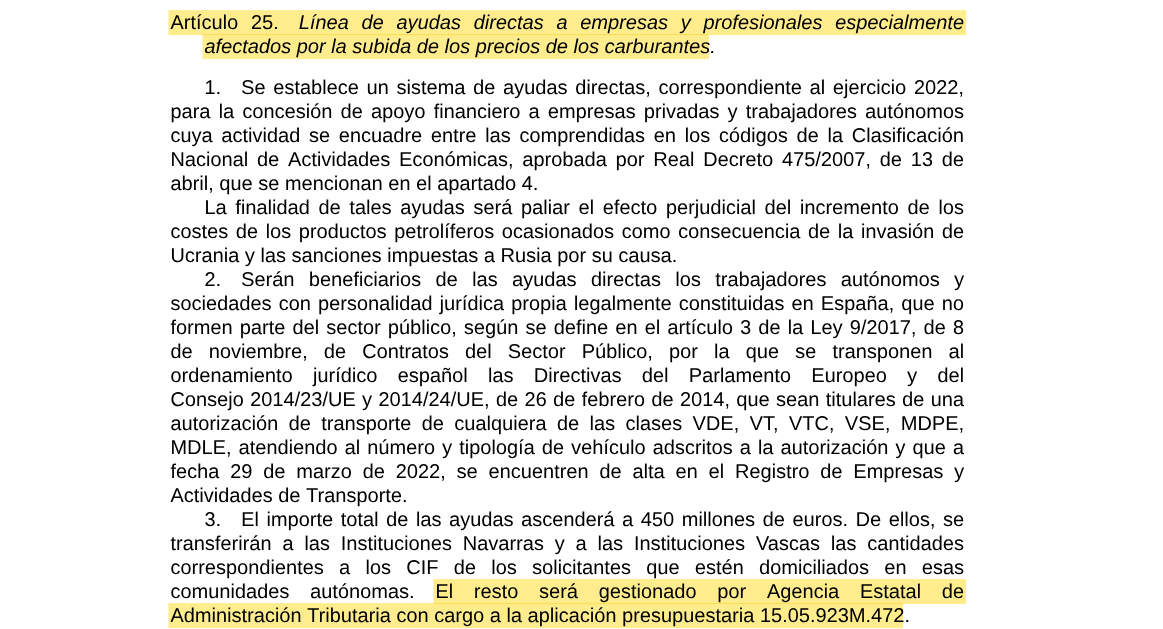 Artículo 25. Línea de ayudas directas a empresas y profesionales especialmente
afectados por la subida de los precios de los carburantes.
1. Se establece un sistema de ayudas directas, correspondiente al ejercicio 2022,
para la concesión de apoyo financiero a empresas privadas y trabajadores autónomos
cuya actividad se encuadre entre las comprendidas en los códigos de la Clasificación
Nacional de Actividades Económicas, aprobada por Real Decreto 475/2007, de 13 de
abril, que se mencionan en el apartado 4.
La finalidad de tales ayudas será paliar el efecto perjudicial del incremento de los
costes de los productos petrolíferos ocasionados como consecuencia de la invasión de
Ucrania y las sanciones impuestas a Rusia por su causa.
2. Serán beneficiarios de las ayudas directas los trabajadores autónomos y
sociedades con personalidad jurídica propia legalmente constituidas en España, que no
formen parte del sector público, según se define en el artículo 3 de la Ley 9/2017, de 8
de noviembre, de Contratos del Sector Público, por la que se transponen al
ordenamiento jurídico español las Directivas del Parlamento Europeo y del
Consejo 2014/23/UE y 2014/24/UE, de 26 de febrero de 2014, que sean titulares de una
autorización de transporte de cualquiera de las clases VDE, VT, VTC, VSE, MDPE,
MDLE, atendiendo al número y tipología de vehículo adscritos a la autorización y que a
fecha 29 de marzo de 2022, se encuentren de alta en el Registro de Empresas y
Actividades de Transporte.
3. El importe total de las ayudas ascenderá a 450 millones de euros. De ellos, se
transferirán a las Instituciones Navarras y a las Instituciones Vascas las cantidades
correspondientes a los CIF de los solicitantes que estén domiciliados en esas
comunidades autónomas. El resto será gestionado por Agencia Estatal de
Administración Tributaria con cargo a la aplicación presupuestaria 15.05.923M.472.